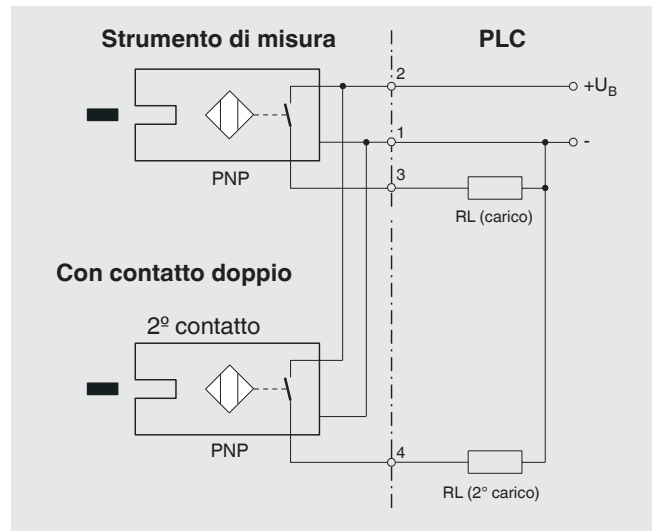 Strumento di misura
PLC
2
+UB
1
-
PNP
3
RL (carico)
Con contatto doppio
2º contatto
PNP
4
RL (2° carico)